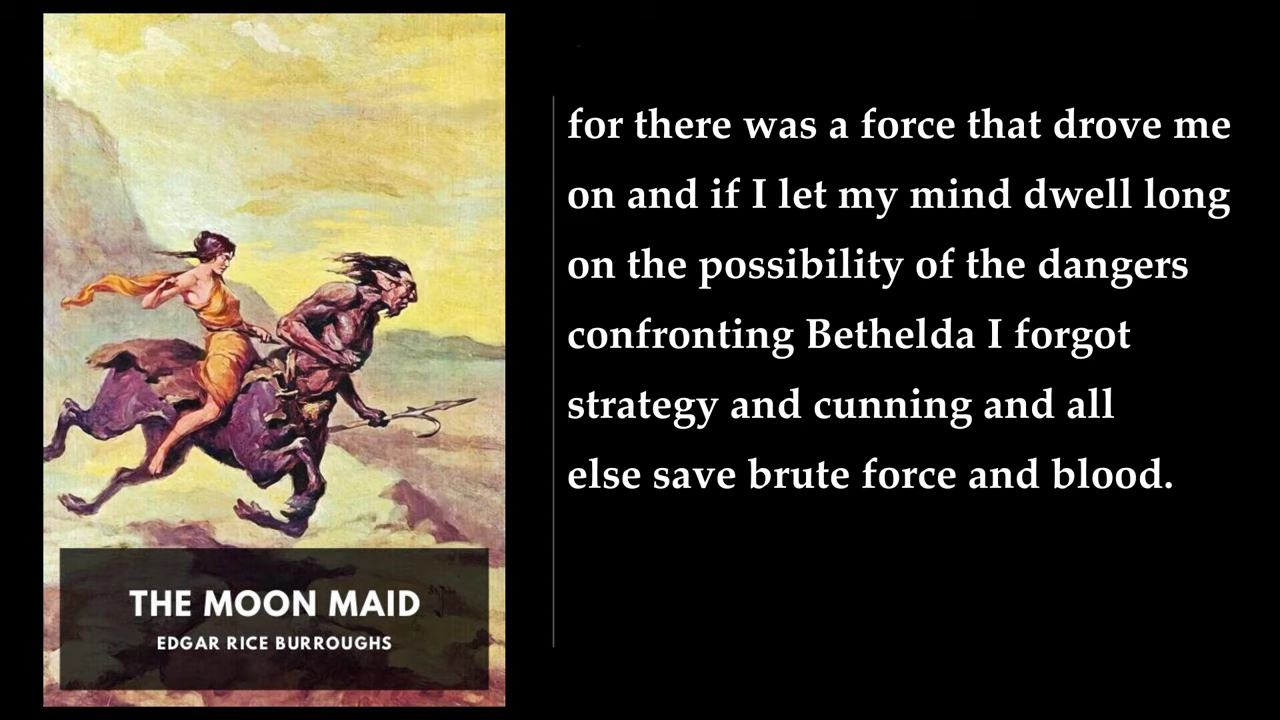 THE MOON MAID
EDGAR RICE BURROUGHS
for there was a force that drove me
on and if I let my mind dwell long
on the possibility of the dangers
confronting Bethelda I forgot
strategy and cunning and all
else save brute force and blood.